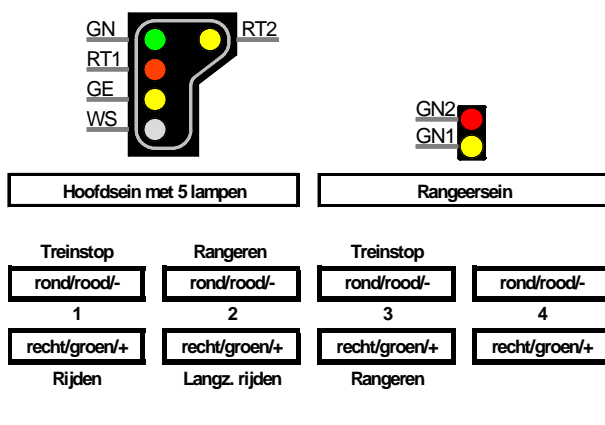 GN RT2
RT1
GE
WS
GN2
GN1
Hoofdsein met 5 lampen Rangeersein
Treinstop Rangeren Treinstop
rond/rood/- rond/rood/- rond/rood/- rond/rood/-
1 2 3 4
recht/groen/+ recht/groen/+ recht/groen/+ recht/groen/+
Rijden Langz. rijden Rangeren